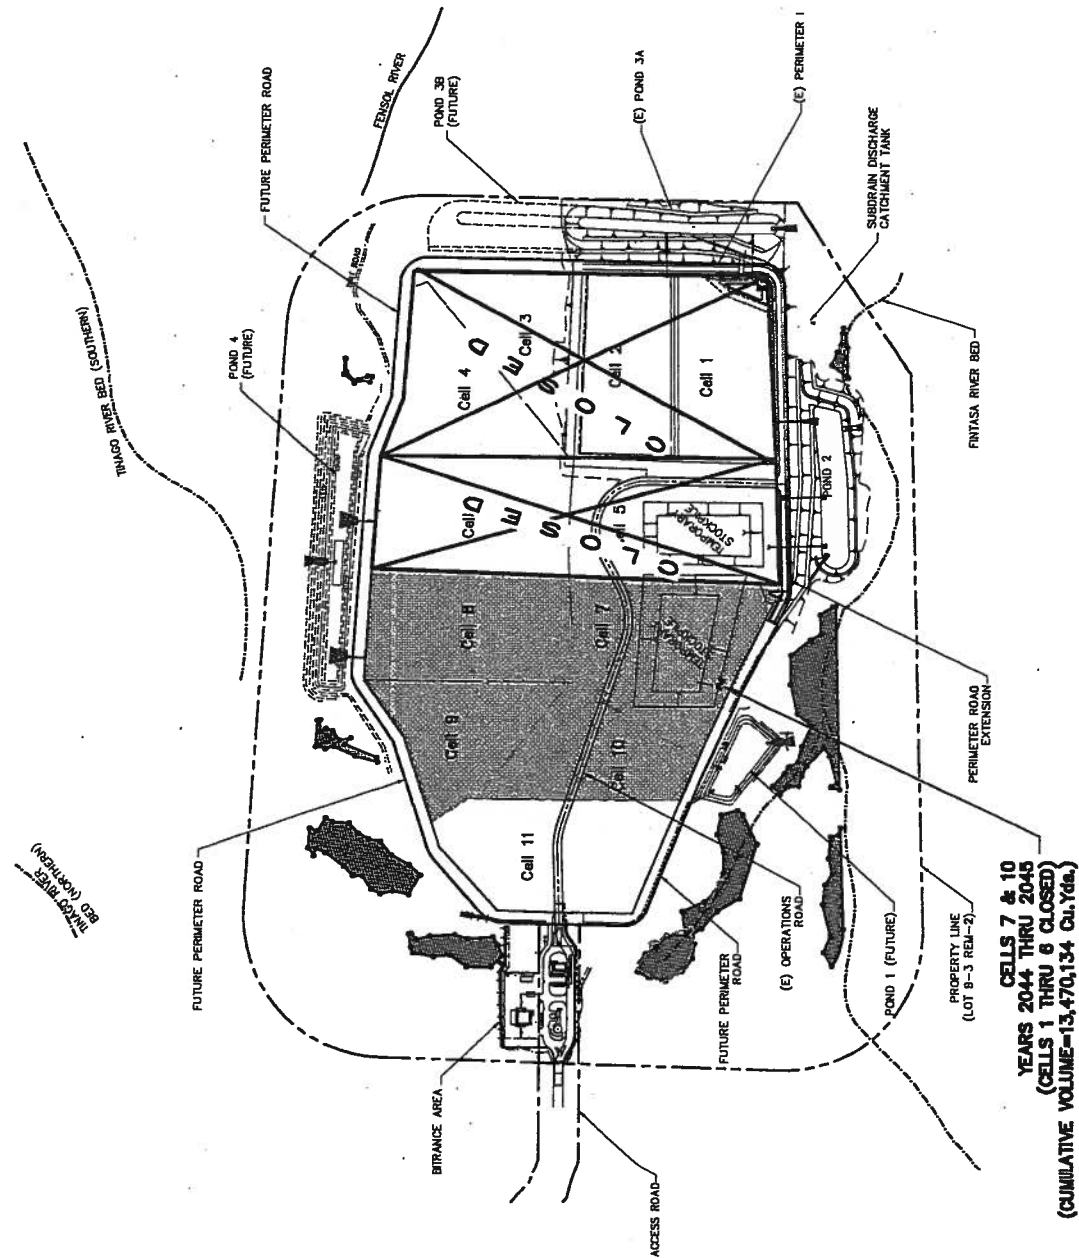 TINAGO RIVER
BED (NORTHERN)
TINAGO RIVER BED (SOUTHERN)
FUTURE PERIMETER ROAD
POND 4
(FUTURE)
FUTURE PERIMETER ROAD
FENSOL RIVER
POND 3B
(FUTURE)
(E) POND 3A
(E) PERIMETER
SUBDRAIN DISCHARGE
CATCHMENT TANK
ROAD
Cell 4
Cell 3
Cell 2
Cell 1
CLOSED
Cell
Cell 5
CLOSED
TEMPORARY
STOCKPILE
Cell 8
Cell 7
TEMPORARY
STOCKPILE
Cell 9
Cell 10
Cell 11
POND 2
FINTASA RIVER BED
PERIMETER ROAD
EXTENSION
BITRANCE AREA
ACCESS ROAD
FUTURE PERIMETER
ROAD
(E) OPERATIONS
ROAD
POND 1 (FUTURE)
PROPERTY LINE
(LOT B-3 REM-2)
CELLS 7 & 10
YEARS 2044 THRU 2045
(CELLS 1 THRU 6 CLOSED)
(CUMULATIVE VOLUME=13,470,134 Cu.Yds.)